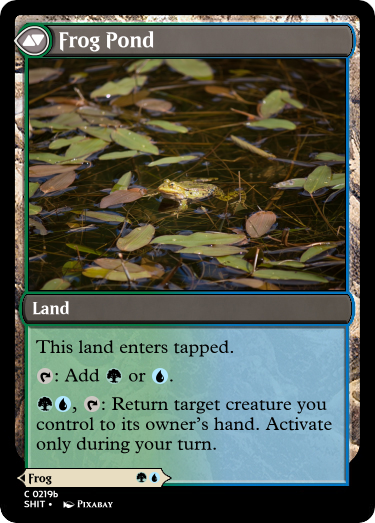 Frog Pond
Land
This land enters tapped.
: Add or .
, : Return target creature you
control to its owner's hand. Activate
only during your turn.
Frog
C 0219b
SHIT • Pixabay